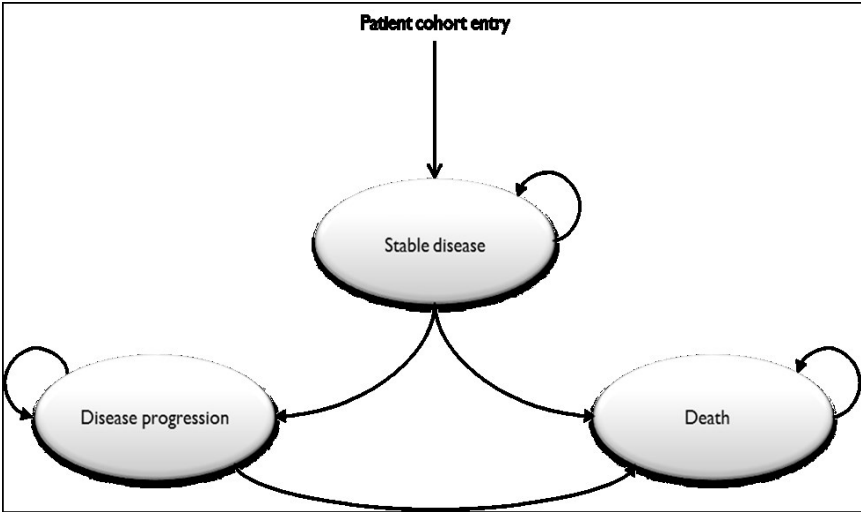 Patient cohort entry
Stable disease
Disease progression
Death